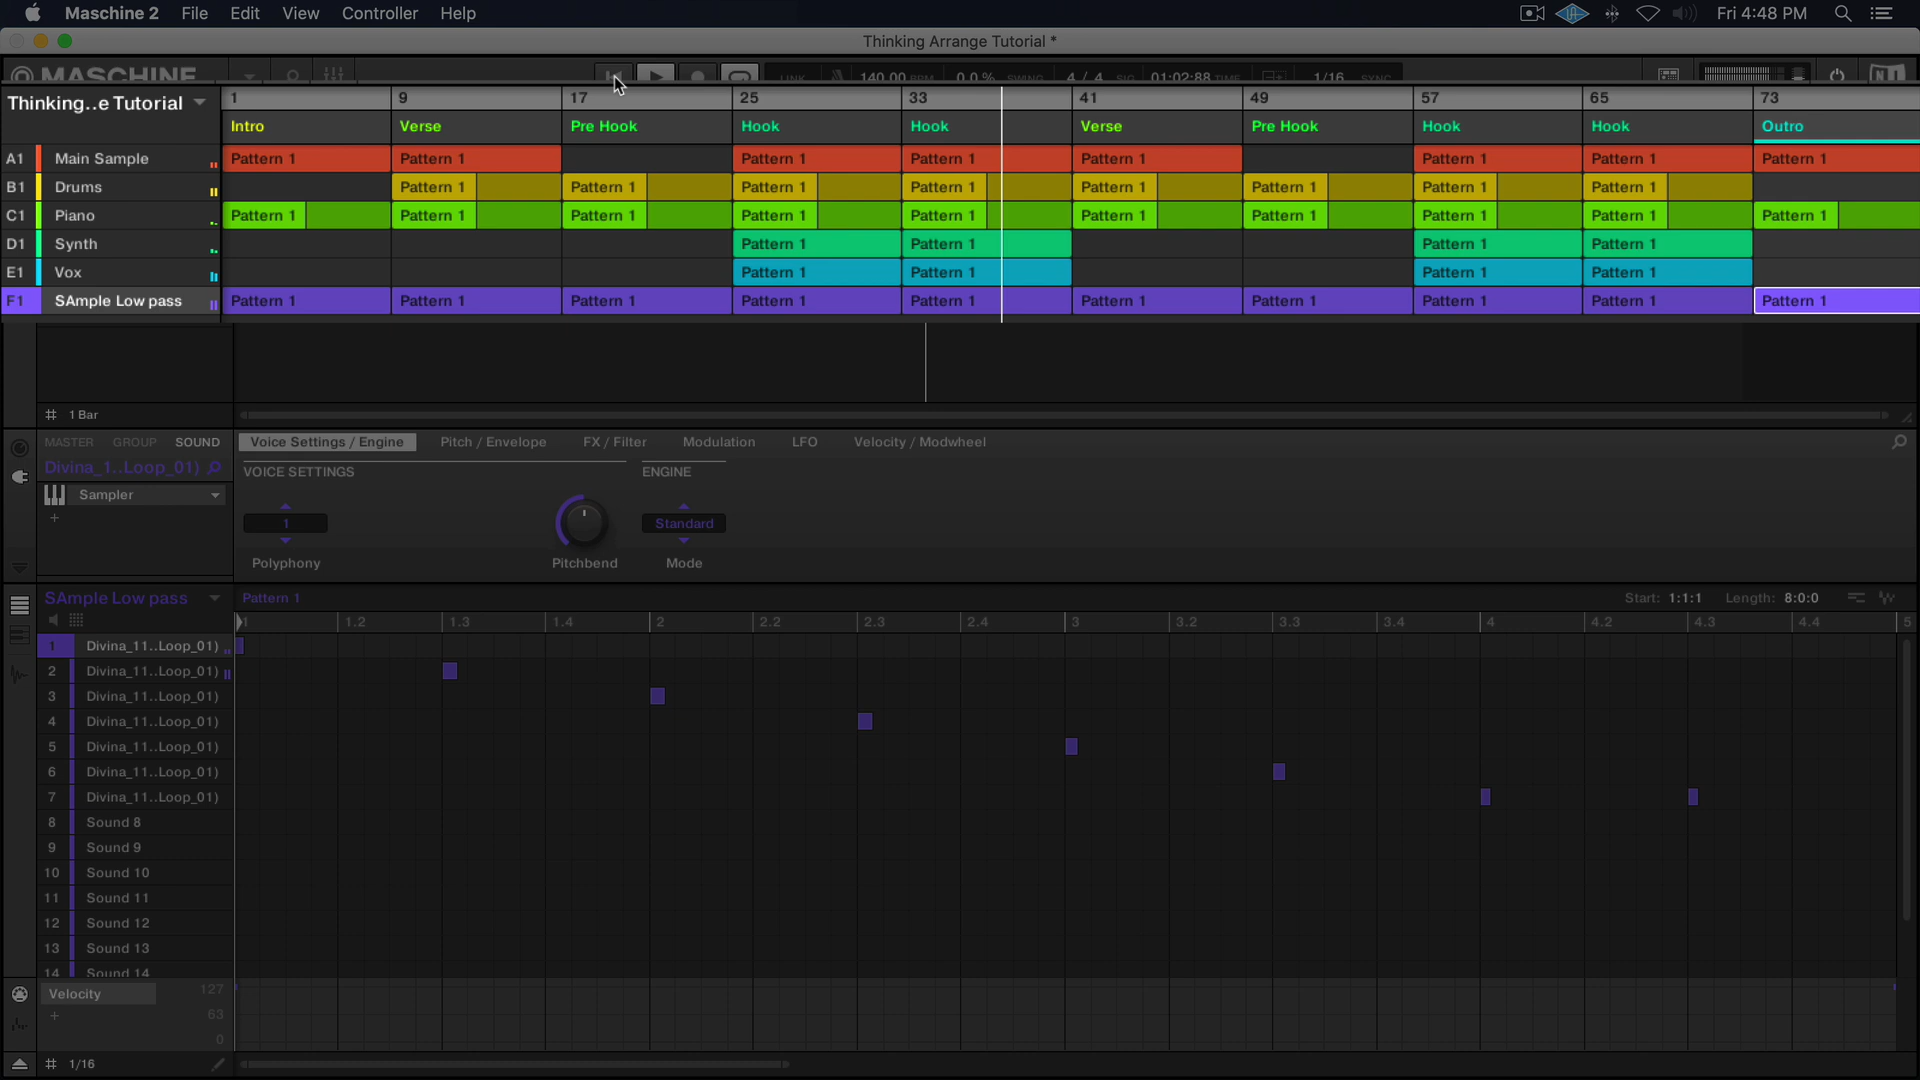 Maschine 2 File Edit View Controller Help Fri 4:48 PM
Thinking Arrange Tutorial *
MASCHINE LINK 140.00 BPM 0.0 % SWING 4 / 4 SIG 01:02:88 TIME 1/16 SYNC
Thinking..e Tutorial 1 9 17 25 33 41 49 57 65 73
Intro Verse Pre Hook Hook Hook Verse Pre Hook Hook Hook Outro
A1 Main Sample Pattern 1 Pattern 1 Pattern 1 Pattern 1 Pattern 1 Pattern 1 Pattern 1 Pattern 1
B1 Drums Pattern 1 Pattern 1 Pattern 1 Pattern 1 Pattern 1 Pattern 1 Pattern 1 Pattern 1
C1 Piano Pattern 1 Pattern 1 Pattern 1 Pattern 1 Pattern 1 Pattern 1 Pattern 1 Pattern 1 Pattern 1 Pattern 1
D1 Synth Pattern 1 Pattern 1 Pattern 1 Pattern 1
E1 Vox Pattern 1 Pattern 1 Pattern 1 Pattern 1
F1 SAmple Low pass Pattern 1 Pattern 1 Pattern 1 Pattern 1 Pattern 1 Pattern 1 Pattern 1 Pattern 1 Pattern 1 Pattern 1
1 Bar
MASTER GROUP SOUND Voice Settings / Engine Pitch / Envelope FX / Filter Modulation LFO Velocity / Modwheel
Divina_1..Loop_01) VOICE SETTINGS ENGINE
Sampler
1 Standard
Polyphony Pitchbend Mode
SAmple Low pass Pattern 1 Start: 1:1:1 Length: 8:0:0
1 1.2 1.3 1.4 2 2.2 2.3 2.4 3 3.2 3.3 3.4 4 4.2 4.3 4.4 5
1 Divina_11..Loop_01)
2 Divina_11..Loop_01)
3 Divina_11..Loop_01)
4 Divina_11..Loop_01)
5 Divina_11..Loop_01)
6 Divina_11..Loop_01)
7 Divina_11..Loop_01)
8 Sound 8
9 Sound 9
10 Sound 10
11 Sound 11
12 Sound 12
13 Sound 13
14 Sound 14
Velocity 127
+ 63
0
1/16